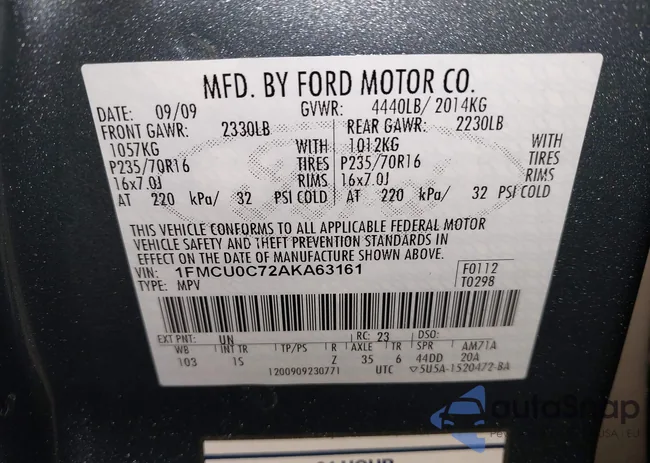 MFD. BY FORD MOTOR CO.
DATE: 09/09 GVWR: 4440LB/ 2014KG
FRONT GAWR: 2330LB REAR GAWR: 2230LB
1057KG WITH 1012KG WITH
P235/70R16 TIRES P235/70R16 TIRES
16x7.0J RIMS 16x7.0J RIMS
AT 220 kPa/ 32 PSI COLD AT 220 kPa/ 32 PSI COLD
THIS VEHICLE CONFORMS TO ALL APPLICABLE FEDERAL MOTOR
VEHICLE SAFETY AND THEFT PREVENTION STANDARDS IN
EFFECT ON THE DATE OF MANUFACTURE SHOWN ABOVE.
VIN: 1FMCU0C72AKA63161 F0112
TYPE: MPV T0298
EXT PNT: UN RC: 23 DSO:
WB INT TR TP/PS R AXLE TR SPR AM71A
103 1S Z 35 6 44DD 20A
1200909230771 UTC ▽5U5A-1520472-BA
autoSnap
24 HOUR